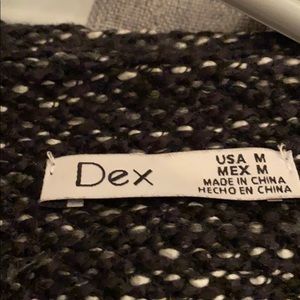 Dex
USA M
MEX M
MADE IN CHINA
HECHO EN CHINA